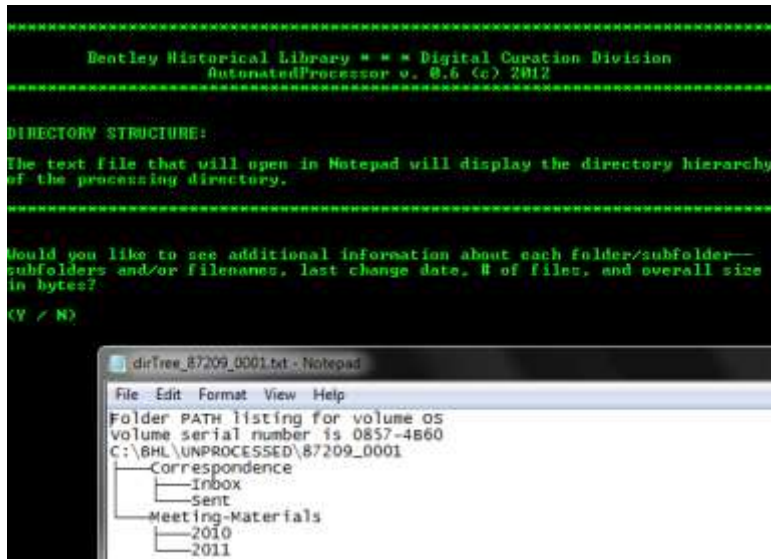 Bentley Historical Library * * * Digital Curation Division
AutomatedProcessor v. 0.6 (c) 2012
DIRECTORY STRUCTURE:
The text file that will open in Notepad will display the directory hierarchy
of the processing directory.
Would you like to see additional information about each folder/subfolder--
subfolders and/or filenames, last change date, # of files, and overall size
in bytes?
(Y / N)
dirTree_87209_0001.txt - Notepad
File Edit Format View Help
Folder PATH listing for volume OS
Volume serial number is 0857-4B60
C:\BHL\UNPROCESSED\87209_0001
Correspondence
Inbox
Sent
Meeting-Materials
2010
2011